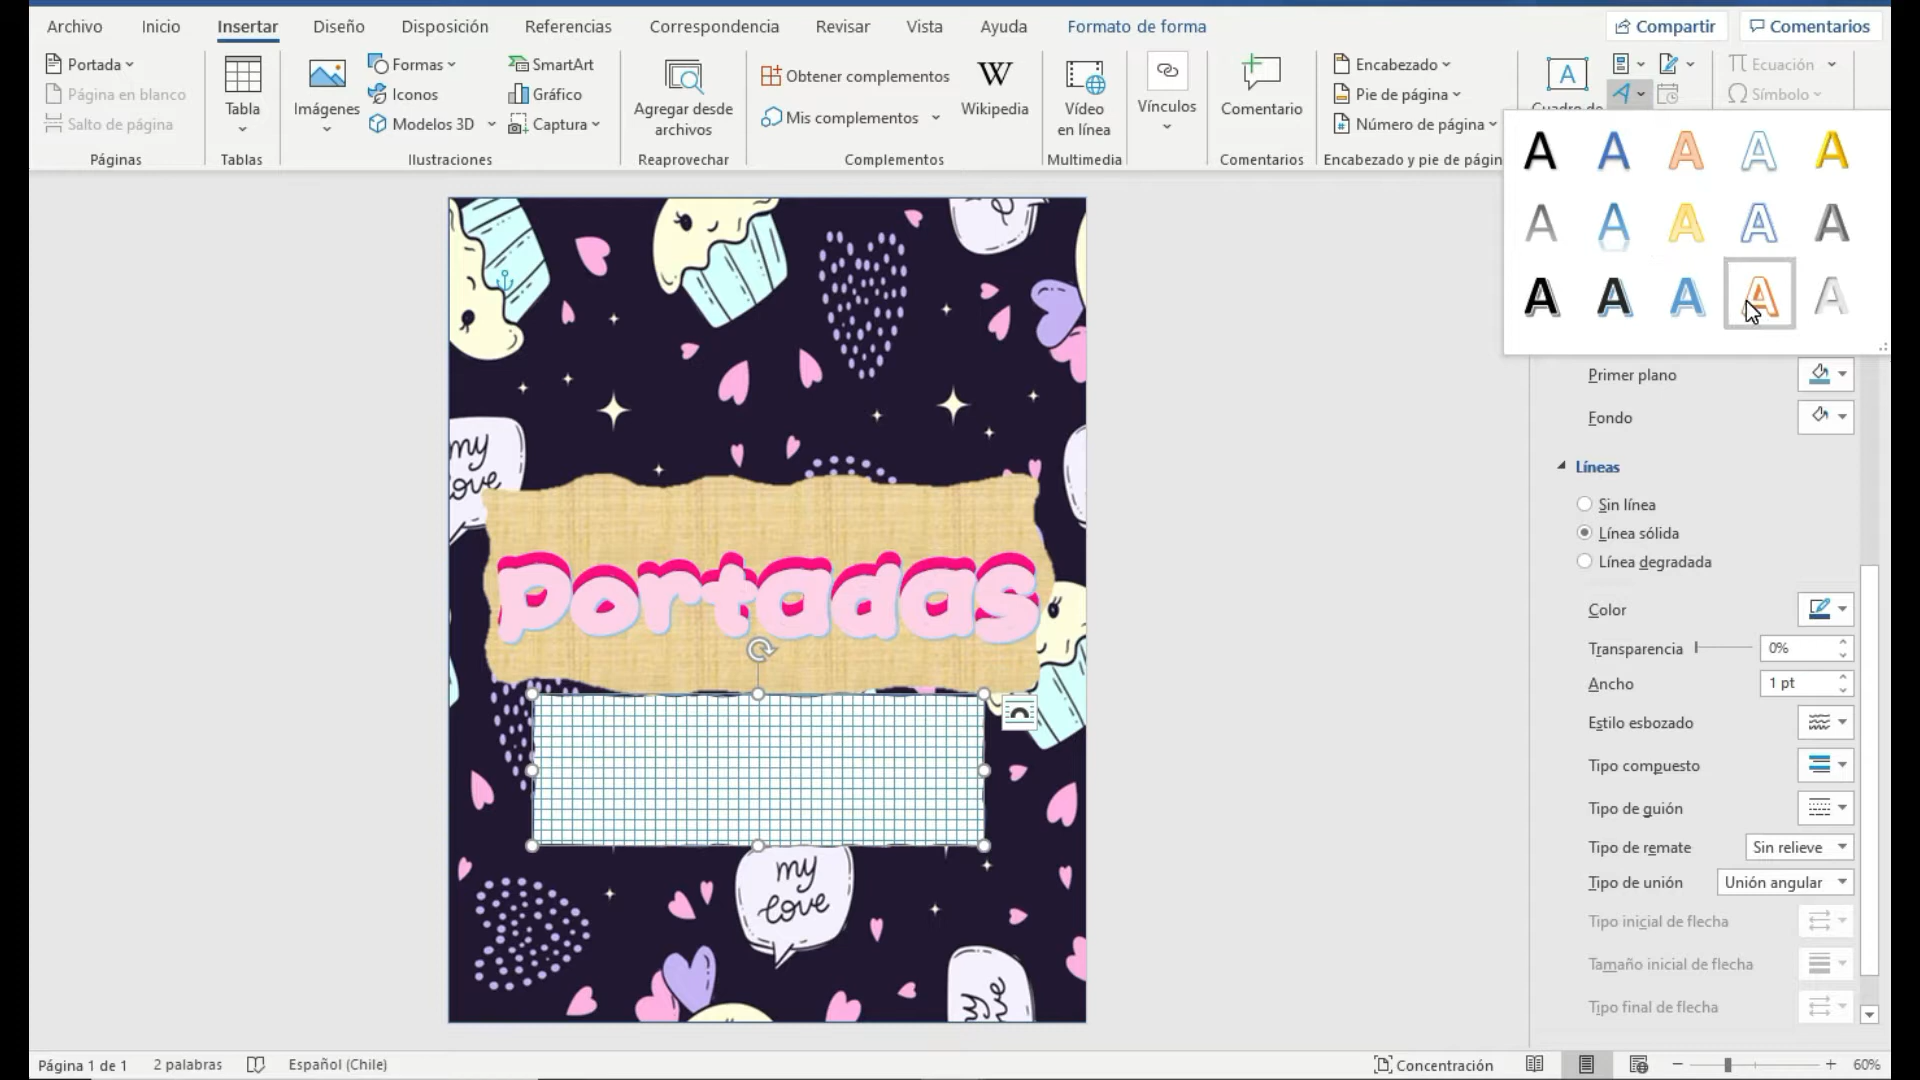 Archivo Inicio Insertar Diseño Disposición Referencias Correspondencia Revisar Vista Ayuda Formato de forma Compartir Comentarios
Portada
Página en blanco
Salto de página
Páginas
Tabla
Tablas
Imágenes
Formas
Iconos
Modelos 3D
SmartArt
Gráfico
Captura
Ilustraciones
Agregar desde
archivos
Reaprovechar
Obtener complementos
Mis complementos
W
Wikipedia
Complementos
Vídeo
en línea
Multimedia
Vínculos
Comentario
Comentarios
Encabezado
Pie de página
Número de página
Encabezado y pie de págin
A
Cuadro de
A
Ecuación
Símbolo
A A A A A
A A A A A
A A A A A
Primer plano
Fondo
Líneas
Sin línea
Línea sólida
Línea degradada
Color
Transparencia 0%
Ancho 1 pt
Estilo esbozado
Tipo compuesto
Tipo de guión
Tipo de remate Sin relieve
Tipo de unión Unión angular
Tipo inicial de flecha
Tamaño inicial de flecha
Tipo final de flecha
my
love
Portadas
my
love
Página 1 de 1 2 palabras Español (Chile) Concentración 60%